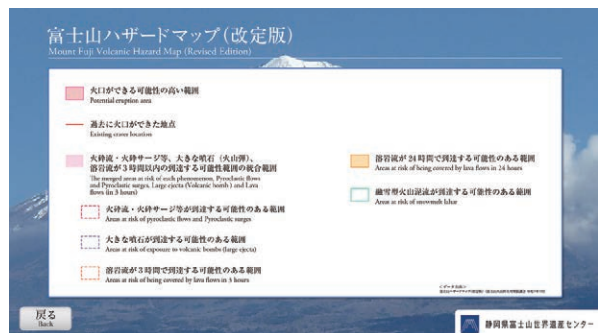 富士山ハザードマップ(改定版)
Mount Fuji Volcanic Hazard Map (Revised Edition)
火口ができる可能性の高い範囲
Potential eruption area
過去に火口ができた地点
Existing crater location
火砕流・火砕サージ等、大きな噴石(火山弾)、
溶岩流が3時間以内の到達する可能性範囲の統合範囲
The merged areas at risk of each phenomenon, Pyroclastic flows
and Pyroclastic surges, Large ejecta (Volcanic bomb) and Lava
flows (in 3 hours)
火砕流・火砕サージ等が到達する可能性のある範囲
Areas at risk of pyroclastic flows and Pyroclastic surges
大きな噴石が到達する可能性のある範囲
Areas at risk of exposure to volcanic bombs (large ejecta)
溶岩流が3時間で到達する可能性のある範囲
Areas at risk of being covered by lava flows in 3 hours
溶岩流が24時間で到達する可能性のある範囲
Areas at risk of being covered by lava flows in 24 hours
融雪型火山泥流が到達する可能性のある範囲
Areas at risk of snowmelt lahar
戻る
Back
静岡県富士山世界遺産センター